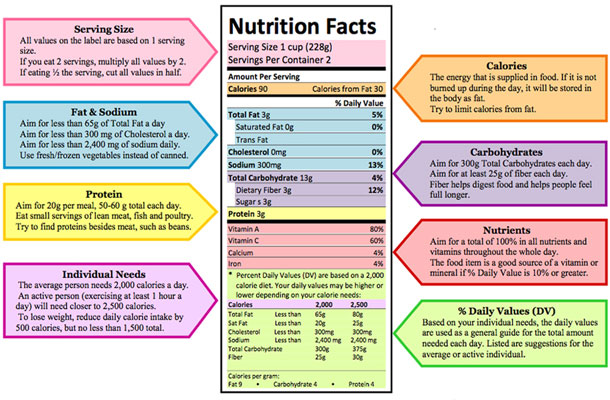 Serving Size
All values on the label are based on 1 serving
size.
If you eat 2 servings, multiply all values by 2.
If eating ½ the serving, cut all values in half.
Fat & Sodium
Aim for less than 65g of Total Fat a day
Aim for less than 300 mg of Cholesterol a day.
Aim for less than 2,400 mg of sodium daily.
Use fresh/frozen vegetables instead of canned.
Protein
Aim for 20g per meal, 50-60 g total each day.
Eat small servings of lean meat, fish and poultry.
Try to find proteins besides meat, such as beans.
Individual Needs
The average person needs 2,000 calories a day.
An active person (exercising at least 1 hour a
day) will need closer to 2,500 calories.
To lose weight, reduce daily calorie intake by
500 calories, but no less than 1,500 total.
Nutrition Facts
Serving Size 1 cup (228g)
Servings Per Container 2
Amount Per Serving
Calories 90 Calories from Fat 30
% Daily Value
Total Fat 3g 5%
Saturated Fat 0g 0%
Trans Fat
Cholesterol 0mg 0%
Sodium 300mg 13%
Total Carbohydrate 13g 4%
Dietary Fiber 3g 12%
Sugar s 3g
Protein 3g
Vitamin A 80%
Vitamin C 60%
Calcium 4%
Iron 4%
* Percent Daily Values (DV) are based on a 2,000
calorie diet. Your daily values may be higher or
lower depending on your calorie needs:
Calories 2,000 2,500
Total Fat Less than 65g 80g
Sat Fat Less than 20g 25g
Cholesterol Less than 300mg 300mg
Sodium Less than 2,400 mg 2,400 mg
Total Carbohydrate 300g 375g
Fiber 25g 30g
Calories per gram:
Fat 9 • Carbohydrate 4 • Protein 4
Calories
The energy that is supplied in food. If it is not
burned up during the day, it will be stored in
the body as fat.
Try to limit calories from fat.
Carbohydrates
Aim for 300g Total Carbohydrates each day.
Aim for at least 25g of fiber each day.
Fiber helps digest food and helps people feel
full longer.
Nutrients
Aim for a total of 100% in all nutrients and
vitamins throughout the whole day.
The food item is a good source of a vitamin or
mineral if % Daily Value is 10% or greater.
% Daily Values (DV)
Based on your individual needs, the daily values
are used as a general guide for the total amount
needed each day. Listed are suggestions for the
average or active individual.